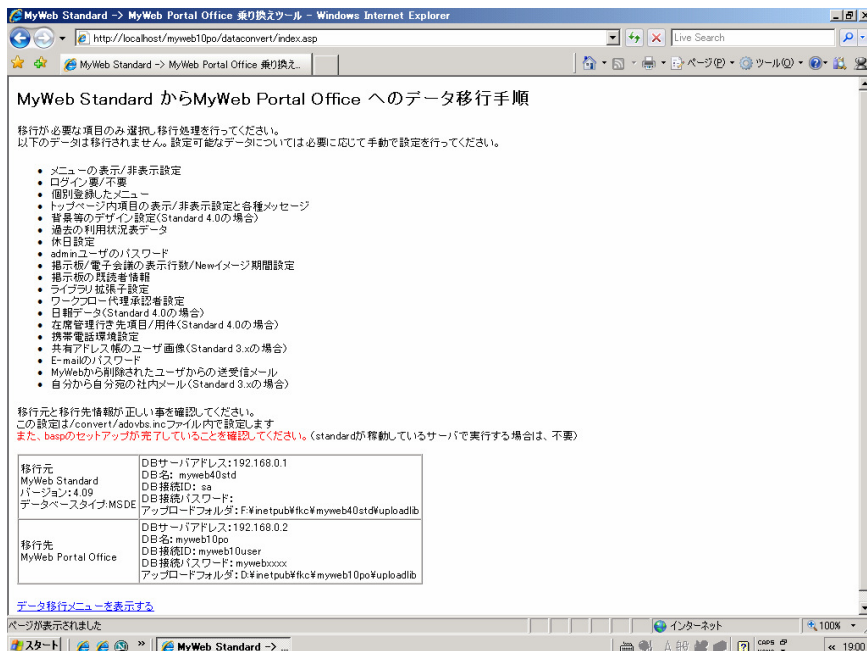 MyWeb Standard -> MyWeb Portal Office 乗り換えツール - Windows Internet Explorer
http://localhost/myweb10po/dataconvert/index.asp
Live Search
MyWeb Standard -> MyWeb Portal Office 乗り換え...
ページ(P) ツール(O)
MyWeb Standard からMyWeb Portal Office へのデータ移行手順
移行が必要な項目のみ選択し移行処理を行ってください。
以下のデータは移行されません。設定可能なデータについては必要に応じて手動で設定を行ってください。
• メニューの表示/非表示設定
• ログイン要/不要
• 個別登録したメニュー
• トップページ内項目の表示/非表示設定と各種メッセージ
• 背景等のデザイン設定(Standard 4.0の場合)
• 過去の利用状況表データ
• 休日設定
• adminユーザのパスワード
• 掲示板/電子会議の表示行数/Newイメージ期間設定
• 掲示板の既読者情報
• ライブラリ拡張子設定
• ワークフロー代理承認者設定
• 日報データ(Standard 4.0の場合)
• 在席管理行き先項目/用件(Standard 4.0の場合)
• 携帯電話環境設定
• 共有アドレス帳のユーザ画像(Standard 3.xの場合)
• E-mailのパスワード
• MyWebから削除されたユーザからの送受信メール
• 自分から自分宛の社内メール(Standard 3.xの場合)
移行元と移行先情報が正しい事を確認してください。
この設定は/convert/adovbs.incファイル内で設定します
また、baspのセットアップが完了していることを確認してください。(standardが稼動しているサーバで実行する場合は、不要)
移行元
MyWeb Standard
バージョン:4.09
データベースタイプ:MSDE
DBサーバアドレス:192.168.0.1
DB名: myweb40std
DB接続ID: sa
DB接続パスワード:
アップロードフォルダ:F:¥inetpub¥fkc¥myweb40std¥uploadlib
移行先
MyWeb Portal Office
DBサーバアドレス:192.168.0.2
DB名:myweb10po
DB接続ID: myweb10user
DB接続パスワード: mywebxxxx
アップロードフォルダ:D:¥inetpub¥fkc¥myweb10po¥uploadlib
データ移行メニューを表示する
ページが表示されました
インターネット
100%
スタート
MyWeb Standard -> ...
CAPS
19:00